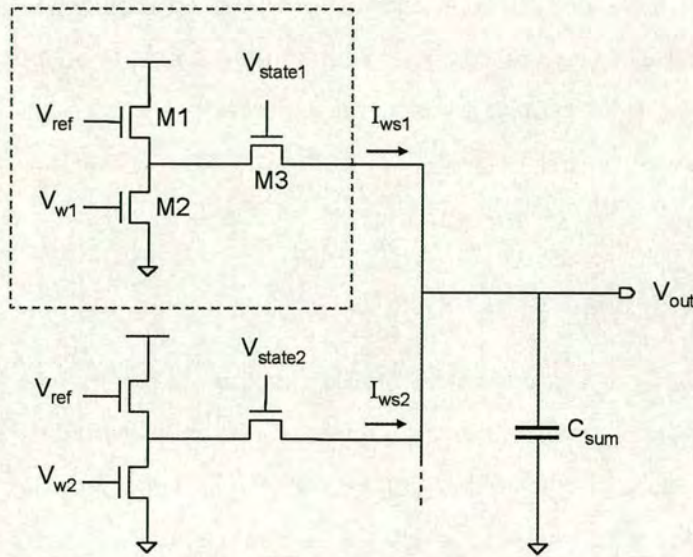 V_state1
V_ref
M1
I_ws1
M3
V_w1
M2
V_out
V_state2
V_ref
I_ws2
C_sum
V_w2